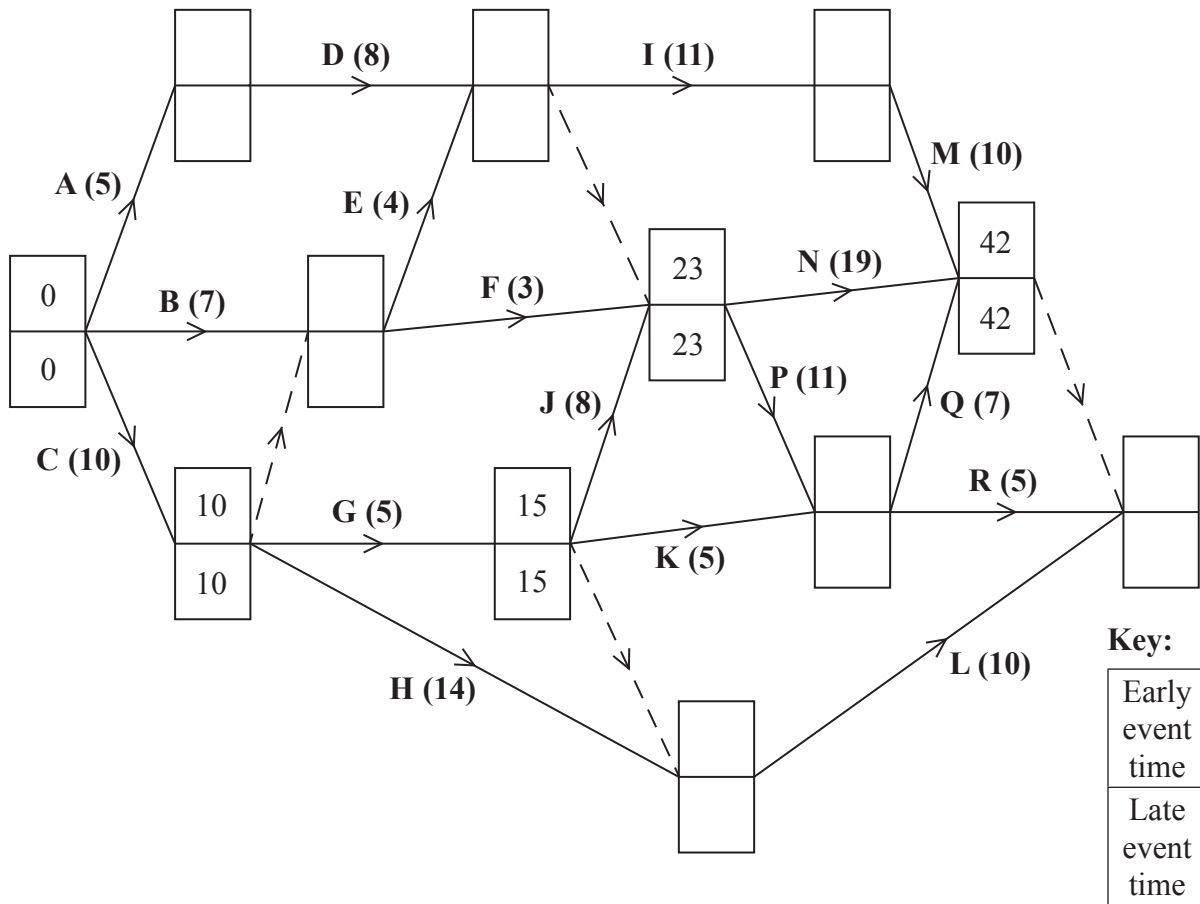 D (8)
I (11)
A (5)
E (4)
M (10)
0
0
B (7)
F (3)
23
23
N (19)
42
42
C (10)
J (8)
P (11)
Q (7)
10
10
G (5)
15
15
K (5)
R (5)
H (14)
L (10)
Key:
Early
event
time
Late
event
time